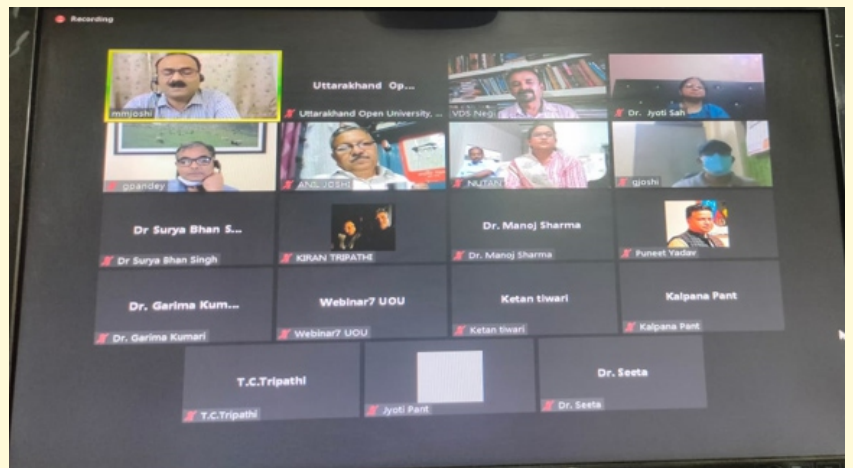 Recording
mmjoshi
Uttarakhand Op...
Uttarakhand Open University, ...
VDS Negi
Dr. Jyoti Sah
gpandey
ANIL JOSHI
NUTAN
gjoshi
Dr Surya Bhan S...
Dr Surya Bhan Singh
KIRAN TRIPATHI
Dr. Manoj Sharma
Dr. Manoj Sharma
Puneet Yadav
Dr. Garima Kum...
Dr. Garima Kumari
Webinar7 UOU
Webinar7 UOU
Ketan tiwari
Ketan tiwari
Kalpana Pant
Kalpana Pant
T.C.Tripathi
T.C.Tripathi
Jyoti Pant
Dr. Seeta
Dr. Seeta